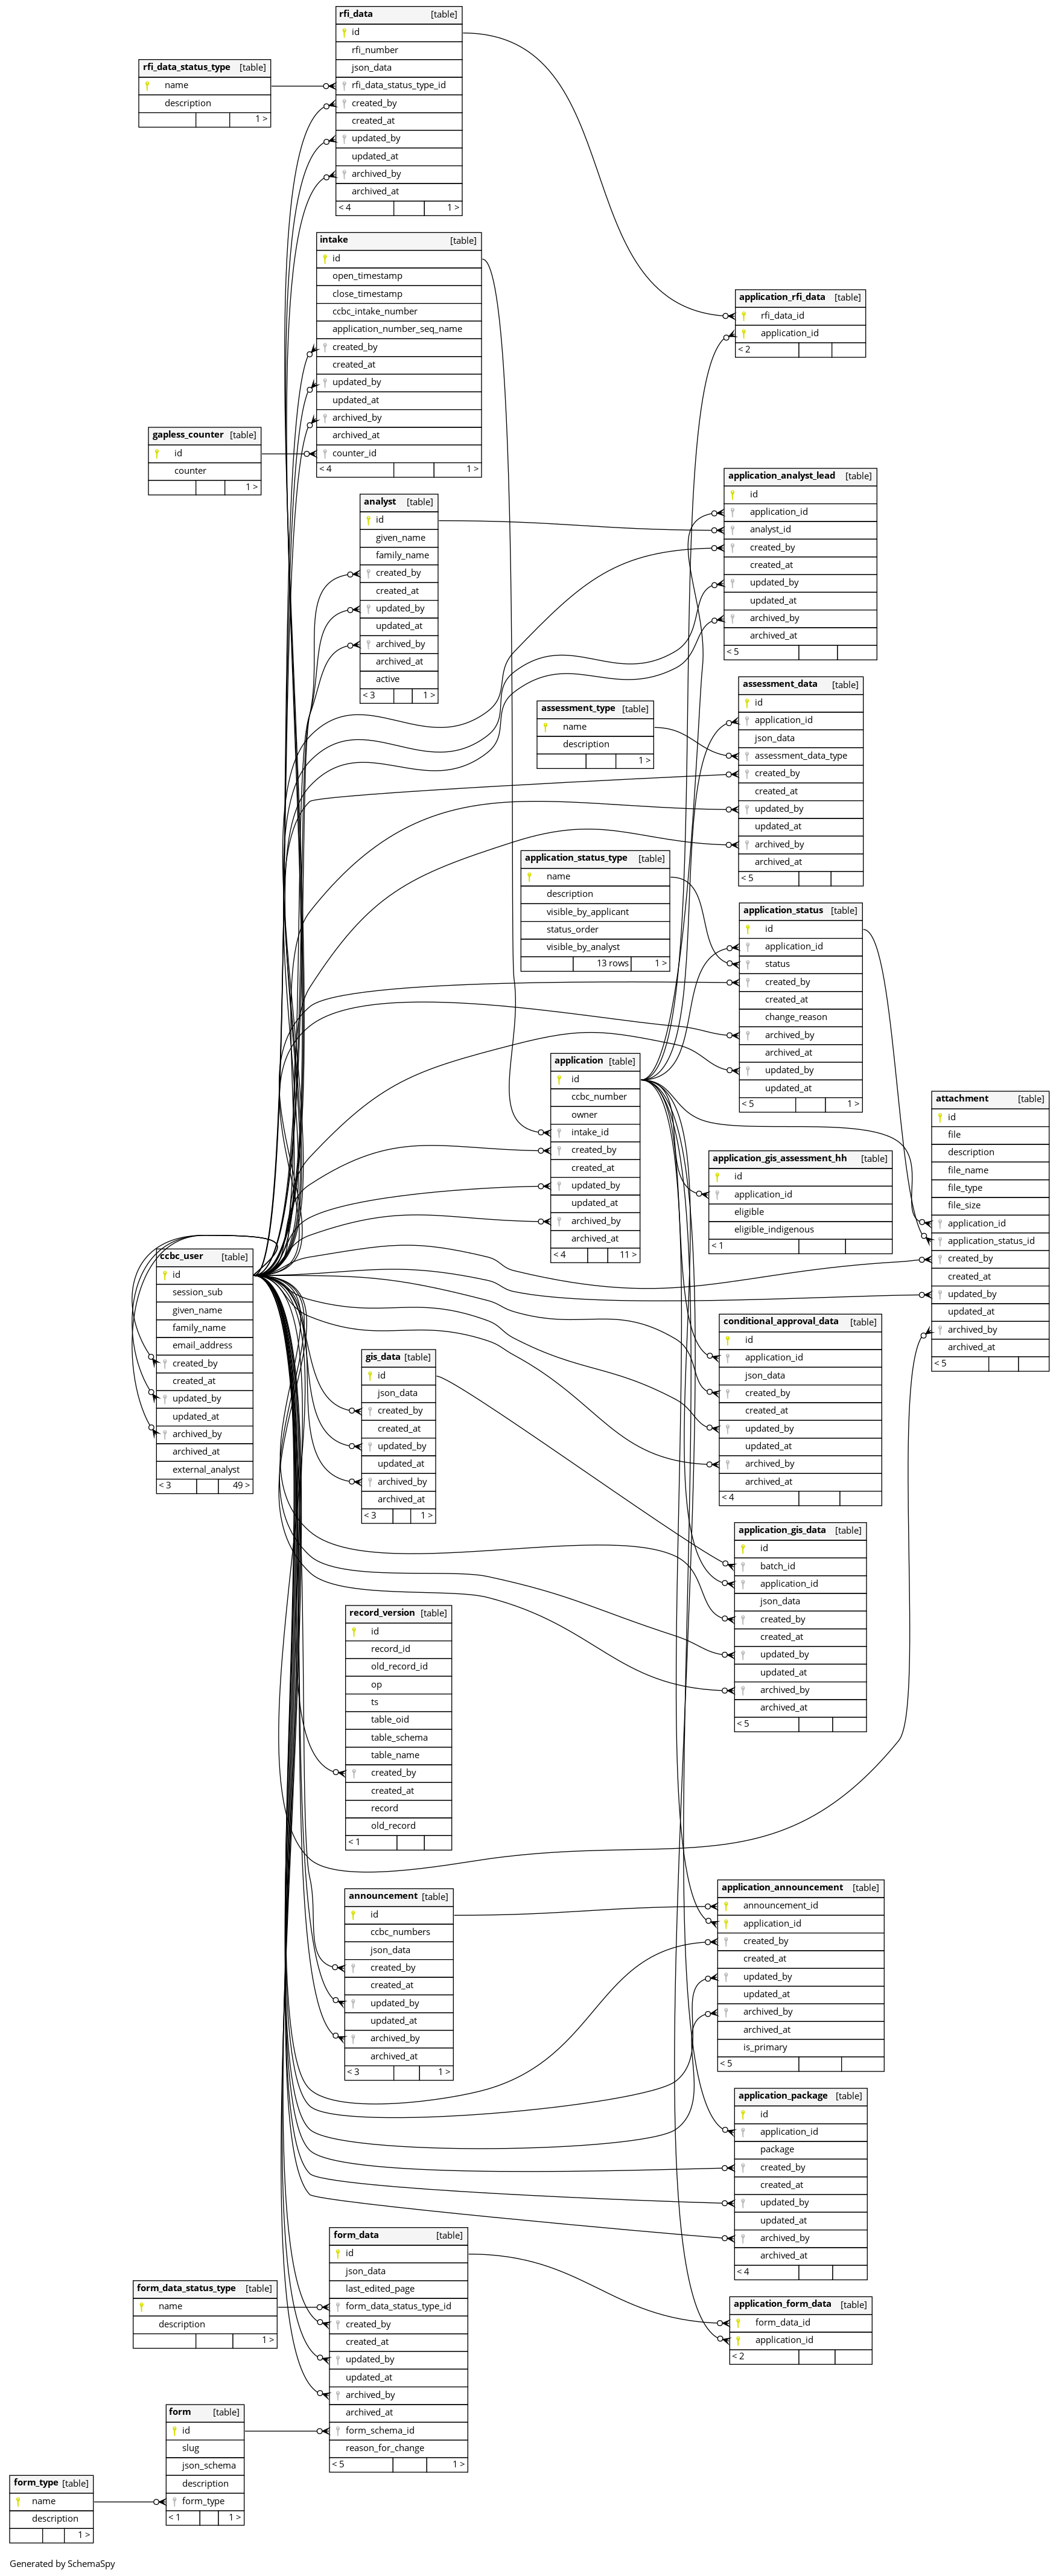 rfi_data [table]
id
rfi_number
json_data
rfi_data_status_type_id
created_by
created_at
updated_by
updated_at
archived_by
archived_at
< 4 1 >
rfi_data_status_type [table]
name
description
1 >
intake [table]
id
open_timestamp
close_timestamp
ccbc_intake_number
application_number_seq_name
created_by
created_at
updated_by
updated_at
archived_by
archived_at
counter_id
< 4 1 >
application_rfi_data [table]
rfi_data_id
application_id
< 2
gapless_counter [table]
id
counter
1 >
application_analyst_lead [table]
id
application_id
analyst_id
created_by
created_at
updated_by
updated_at
archived_by
archived_at
< 5
analyst [table]
id
given_name
family_name
created_by
created_at
updated_by
updated_at
archived_by
archived_at
active
< 3 1 >
assessment_data [table]
id
application_id
json_data
assessment_data_type
created_by
created_at
updated_by
updated_at
archived_by
archived_at
< 5
assessment_type [table]
name
description
1 >
application_status_type [table]
name
description
visible_by_applicant
status_order
visible_by_analyst
13 rows 1 >
application_status [table]
id
application_id
status
created_by
created_at
change_reason
archived_by
archived_at
updated_by
updated_at
< 5 1 >
application [table]
id
ccbc_number
owner
intake_id
created_by
created_at
updated_by
updated_at
archived_by
archived_at
< 4 11 >
attachment [table]
id
file
description
file_name
file_type
file_size
application_id
application_status_id
created_by
created_at
updated_by
updated_at
archived_by
archived_at
< 5
application_gis_assessment_hh [table]
id
application_id
eligible
eligible_indigenous
< 1
ccbc_user [table]
id
session_sub
given_name
family_name
email_address
created_by
created_at
updated_by
updated_at
archived_by
archived_at
external_analyst
< 3 49 >
conditional_approval_data [table]
id
application_id
json_data
created_by
created_at
updated_by
updated_at
archived_by
archived_at
< 4
gis_data [table]
id
json_data
created_by
created_at
updated_by
updated_at
archived_by
archived_at
< 3 1 >
application_gis_data [table]
id
batch_id
application_id
json_data
created_by
created_at
updated_by
updated_at
archived_by
archived_at
< 5
record_version [table]
id
record_id
old_record_id
op
ts
table_oid
table_schema
table_name
created_by
created_at
record
old_record
< 1
application_announcement [table]
announcement_id
application_id
created_by
created_at
updated_by
updated_at
archived_by
archived_at
is_primary
< 5
announcement [table]
id
ccbc_numbers
json_data
created_by
created_at
updated_by
updated_at
archived_by
archived_at
< 3 1 >
application_package [table]
id
application_id
package
created_by
created_at
updated_by
updated_at
archived_by
archived_at
< 4
form_data [table]
id
json_data
last_edited_page
form_data_status_type_id
created_by
created_at
updated_by
updated_at
archived_by
archived_at
form_schema_id
reason_for_change
< 5 1 >
form_data_status_type [table]
name
description
1 >
application_form_data [table]
form_data_id
application_id
< 2
form [table]
id
slug
json_schema
description
form_type
< 1 1 >
form_type [table]
name
description
1 >
Generated by SchemaSpy